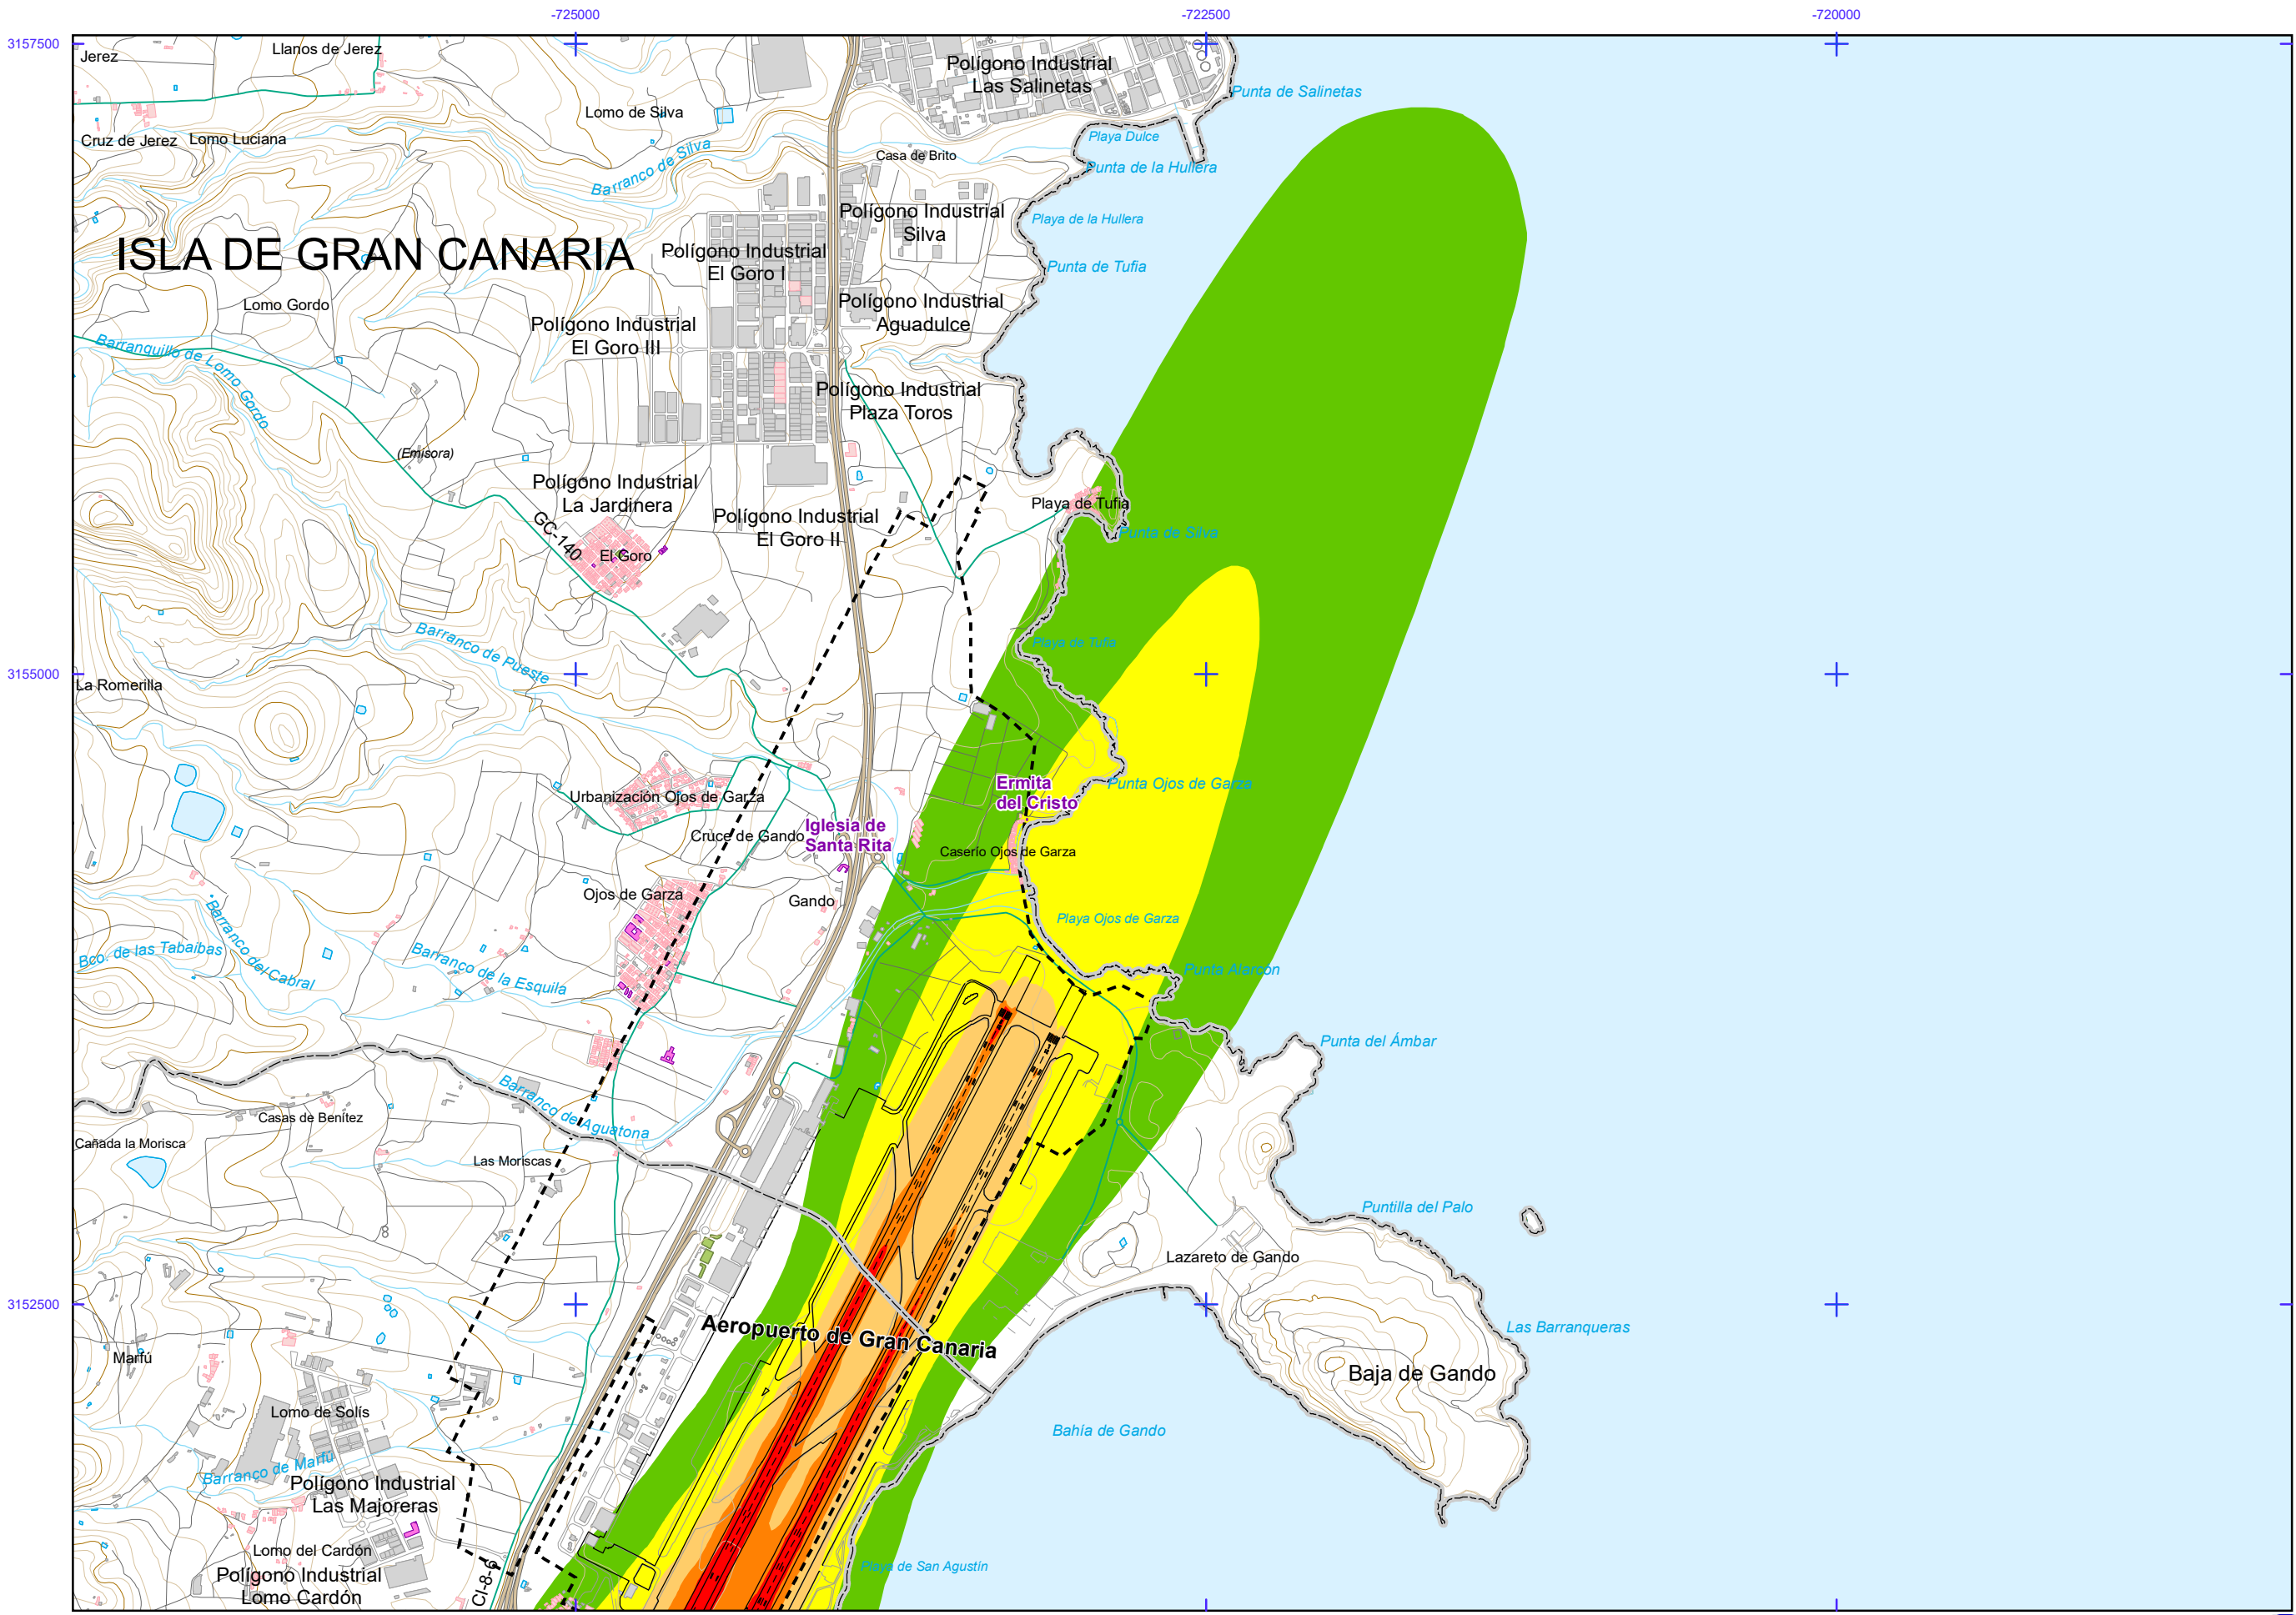 -725000
-722500
-720000
3157500
Jerez
Llanos de Jerez
Polígono Industrial
Las Salinetas
Punta de Salinetas
Lomo de Silva
Cruz de Jerez
Lomo Luciana
Playa Dulce
Barranco de Silva
Casa de Brito
Punta de la Hullera
Polígono Industrial
Silva
Playa de la Hullera
ISLA DE GRAN CANARIA
Polígono Industrial
El Goro I
Punta de Tufia
Lomo Gordo
Polígono Industrial
Aguadulce
Polígono Industrial
El Goro III
Barranquillo de Lomo Gordo
Polígono Industrial
Plaza Toros
(Emisora)
Polígono Industrial
La Jardinera
Playa de Tufia
Polígono Industrial
El Goro II
GC-140
Punta de Silva
El Goro
Barranco de Pueste
Playa de Tufia
3155000
La Romerilla
Ermita
del Cristo
Punta Ojos de Garza
Urbanización Ojos de Garza
Cruce de Gando
Iglesia de
Santa Rita
Caserío Ojos de Garza
Ojos de Garza
Gando
Playa Ojos de Garza
Barranco del Cabral
Bco. de las Tabaibas
Barranco de la Esquila
Punta Alarcón
Punta del Ámbar
Barranco de Aguatona
Casas de Benítez
Cañada la Morisca
Las Moriscas
Puntilla del Palo
Lazareto de Gando
3152500
Aeropuerto de Gran Canaria
Las Barranqueras
Marfú
Baja de Gando
Lomo de Solís
Bahía de Gando
Barranco de Marfú
Polígono Industrial
Las Majoreras
Lomo del Cardón
Playa de San Agustín
Polígono Industrial
Lomo Cardón
CI-8-6